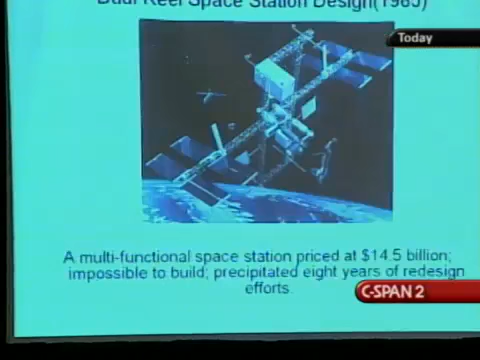 Dual Keel Space Station Design(1985)
Today
A multi-functional space station priced at $14.5 billion;
impossible to build; precipitated eight years of redesign
efforts.
C-SPAN 2